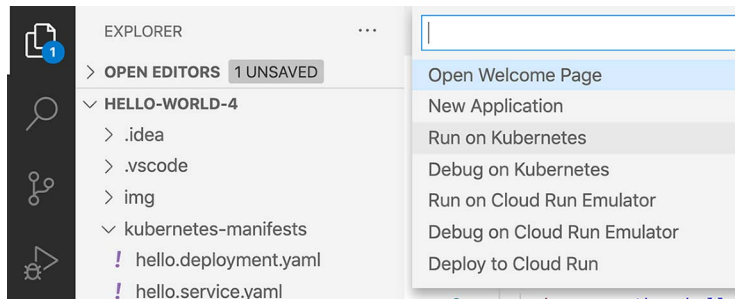 EXPLORER
1
OPEN EDITORS 1 UNSAVED
HELLO-WORLD-4
.idea
.vscode
img
kubernetes-manifests
! hello.deployment.yaml
! hello.service.yaml
Open Welcome Page
New Application
Run on Kubernetes
Debug on Kubernetes
Run on Cloud Run Emulator
Debug on Cloud Run Emulator
Deploy to Cloud Run